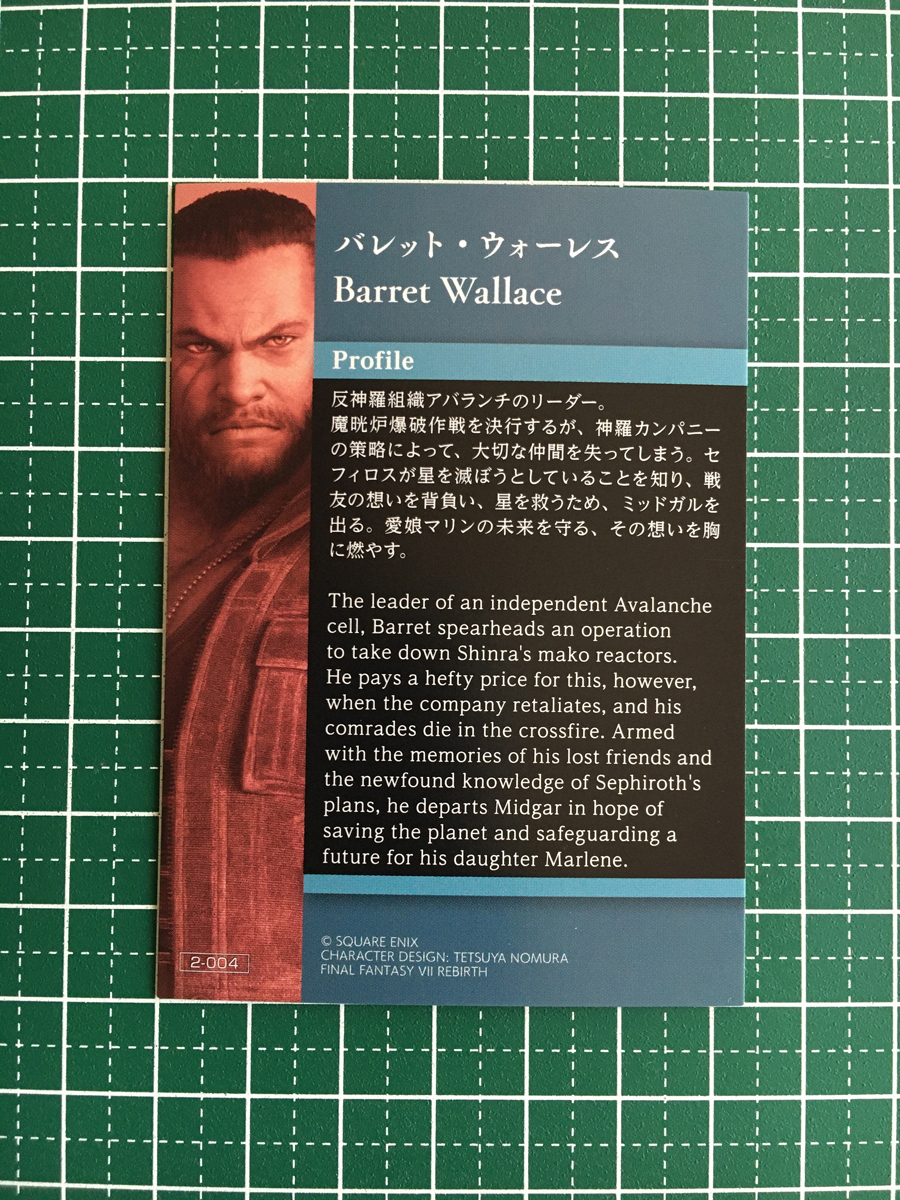 バレット・ウォーレス
Barret Wallace
Profile
反神羅組織アバランチのリーダー。
魔晄炉爆破作戦を決行するが、神羅カンパニー
の策略によって、大切な仲間を失ってしまう。セ
フィロスが星を滅ぼうとしていることを知り、戦
友の想いを背負い、星を救うため、ミッドガルを
出る。愛娘マリンの未来を守る、その想いを胸
に燃やす。
The leader of an independent Avalanche
cell, Barret spearheads an operation
to take down Shinra's mako reactors.
He pays a hefty price for this, however,
when the company retaliates, and his
comrades die in the crossfire. Armed
with the memories of his lost friends and
the newfound knowledge of Sephiroth's
plans, he departs Midgar in hope of
saving the planet and safeguarding a
future for his daughter Marlene.
© SQUARE ENIX
CHARACTER DESIGN: TETSUYA NOMURA
FINAL FANTASY VII REBIRTH
2-004